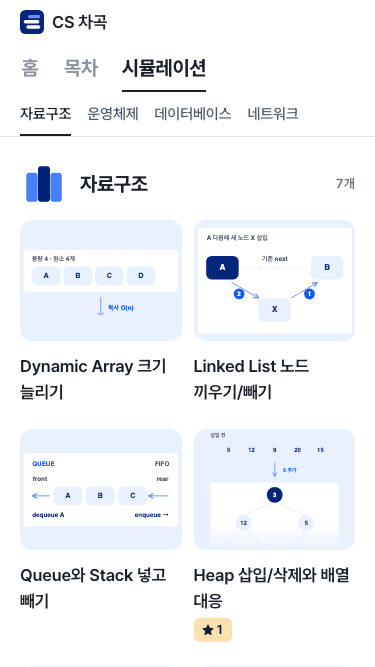 CS 차곡
홈 목차 시뮬레이션
자료구조 운영체제 데이터베이스 네트워크
자료구조 7개
용량 4 · 원소 4개
A B C D
복사 O(n)
Dynamic Array 크기
늘리기
A 다음에 새 노드 X 삽입
기존 next
A B
2 1
X
Linked List 노드
끼우기/빼기
QUEUE FIFO
front rear
A B C
dequeue A enqueue →
Queue와 Stack 넣고
빼기
삽입 전
5 12 9 20 15
3 추가
3
12 5
Heap 삽입/삭제와 배열
대응
★ 1